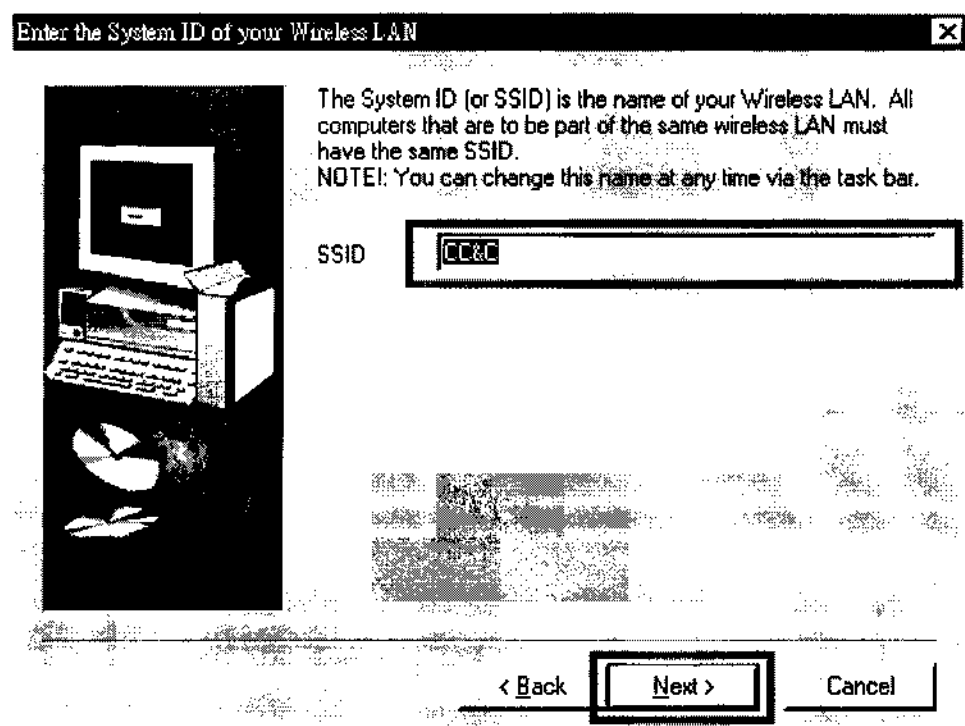 Enter the System ID of your Wireless LAN
The System ID (or SSID) is the name of your Wireless LAN. All
computers that are to be part of the same wireless LAN must
have the same SSID.
NOTE!: You can change this name at any time via the task bar.
SSID CC&C
< Back Next > Cancel